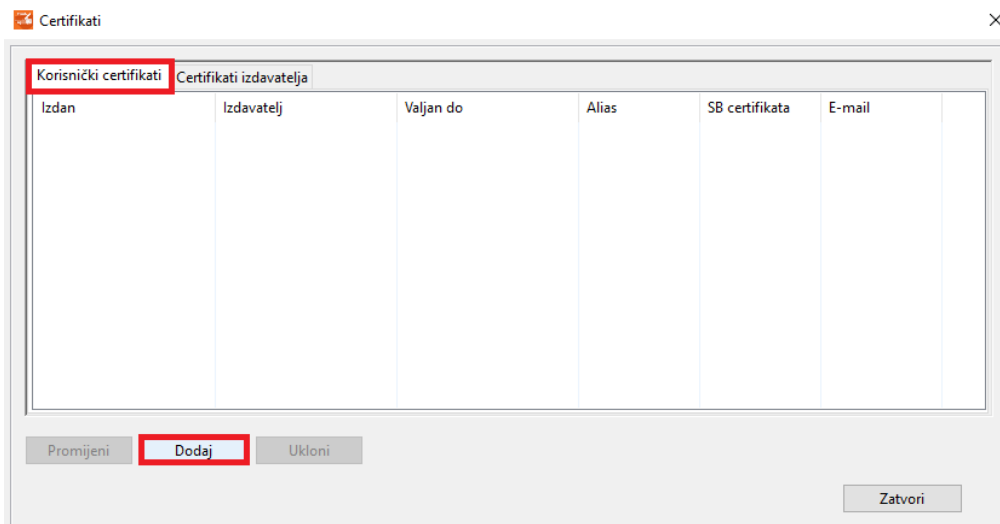 Certifikati
Korisnički certifikati Certifikati izdavatelja
Izdan Izdavatelj Valjan do Alias SB certifikata E-mail
Promijeni Dodaj Ukloni
Zatvori